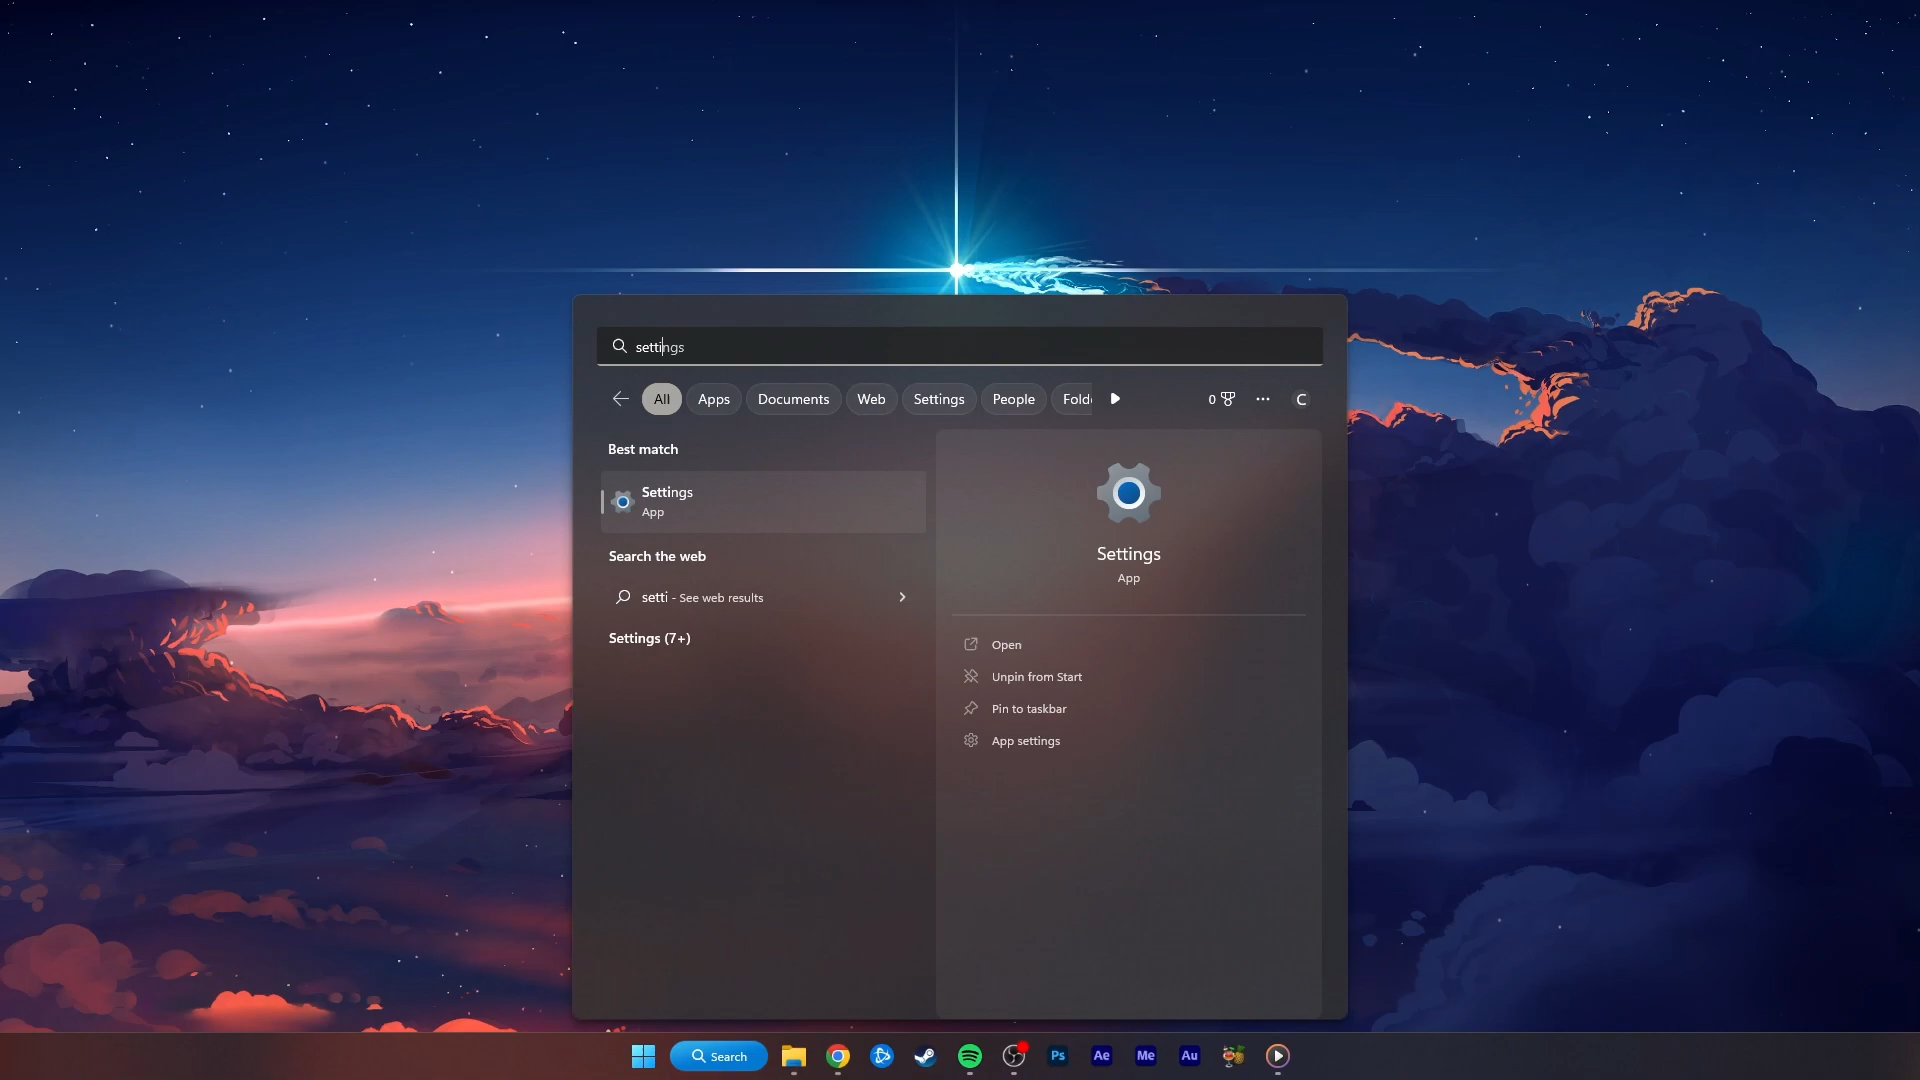 settings
All
Apps
Documents
Web
Settings
People
Folde
0
C
Best match
Settings
App
Search the web
setti - See web results
Settings (7+)
Settings
App
Open
Unpin from Start
Pin to taskbar
App settings
Search
Ps
Ae
Me
Au